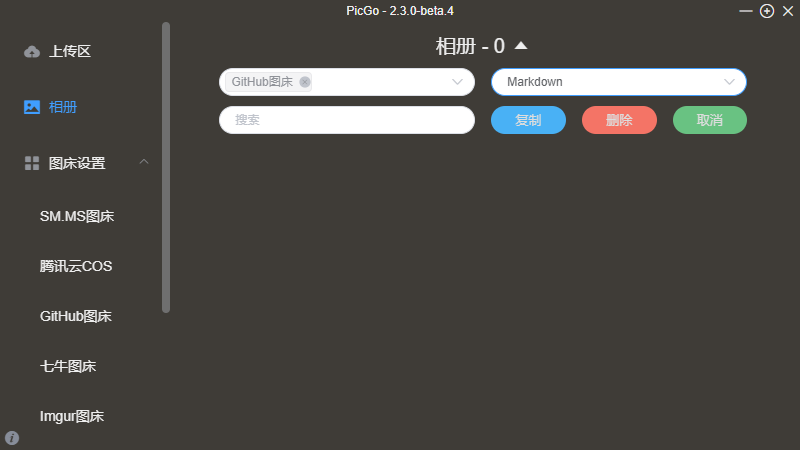 PicGo - 2.3.0-beta.4
上传区
相册
图床设置
SM.MS图床
腾讯云COS
GitHub图床
七牛图床
Imgur图床
相册 - 0
GitHub图床
Markdown
搜索
复制
删除
取消